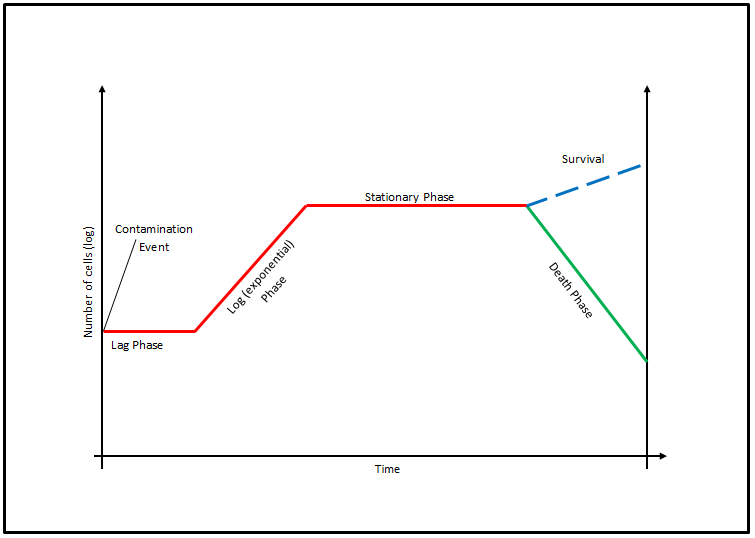 Survival
Stationary Phase
Contamination
Event
Number of cells (log)
Log (exponential)
Phase
Death Phase
Lag Phase
Time